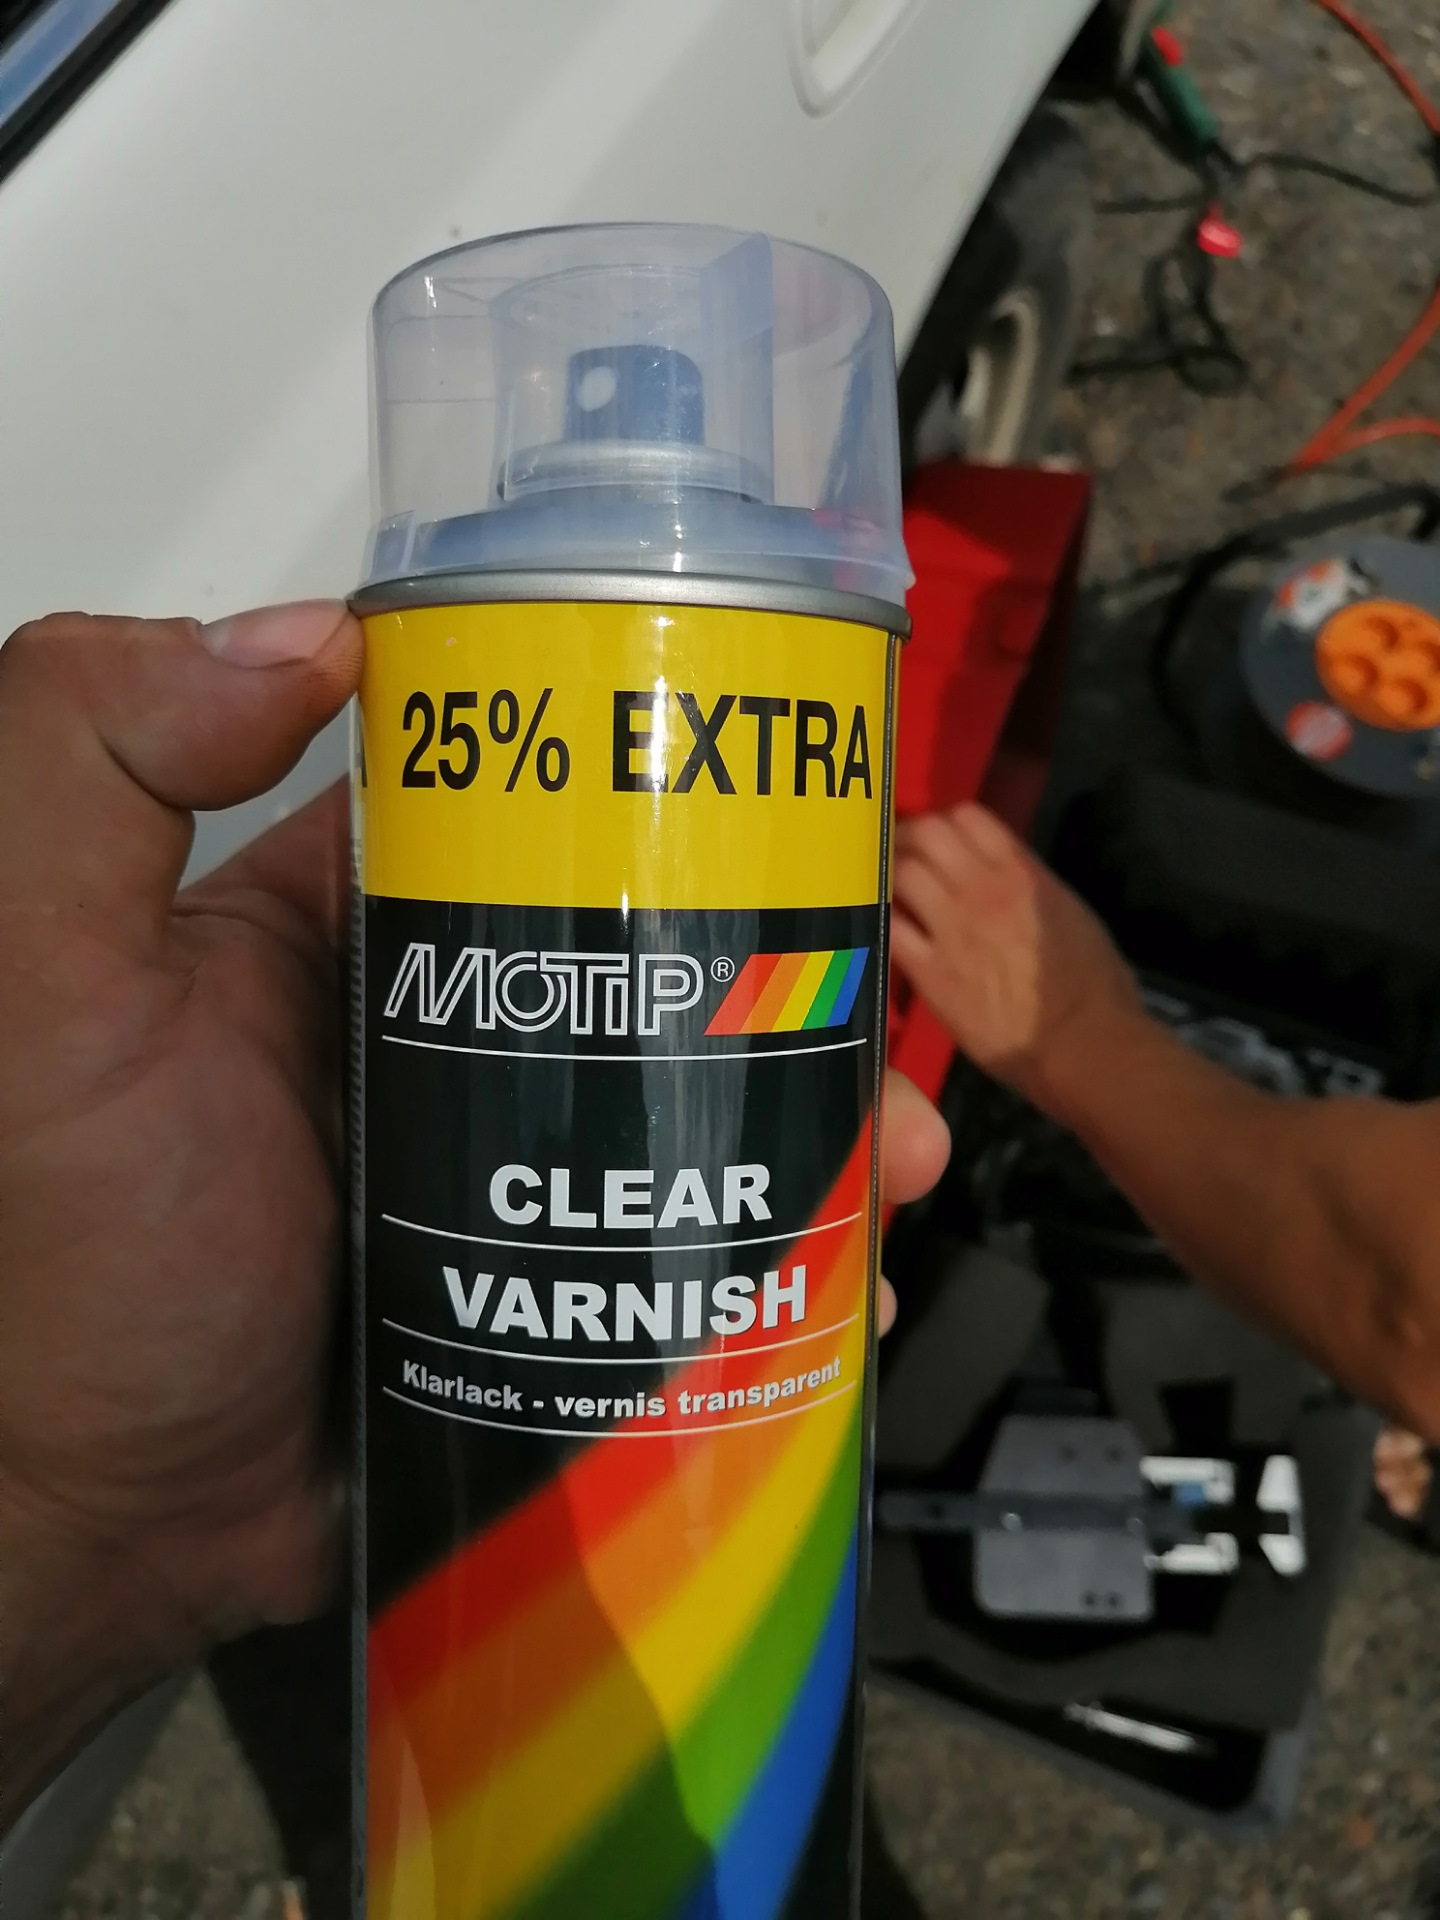 25% EXTRA
MOTIP®
CLEAR
VARNISH
Klarlack - vernis transparent